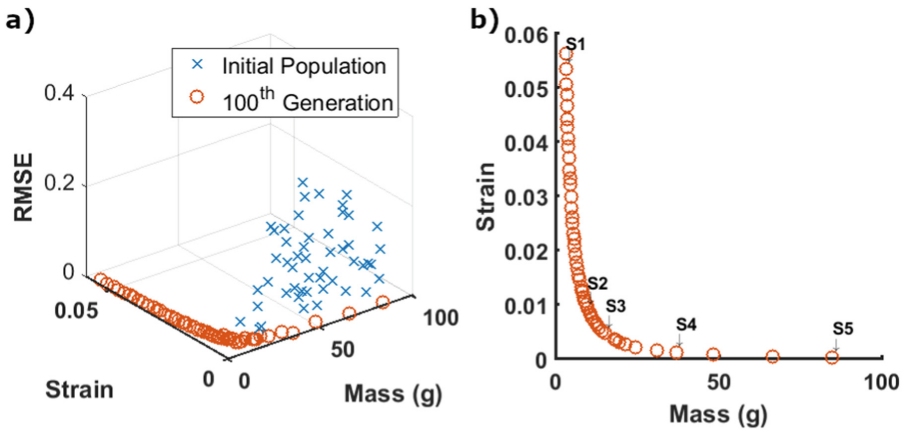 a)
× Initial Population
○ 100th Generation
RMSE
0.4
0.2
0
0.05
0
Strain
0
50
100
Mass (g)
b)
Strain
0.06
0.05
0.04
0.03
0.02
0.01
0
S1
S2
S3
S4
S5
0
50
100
Mass (g)